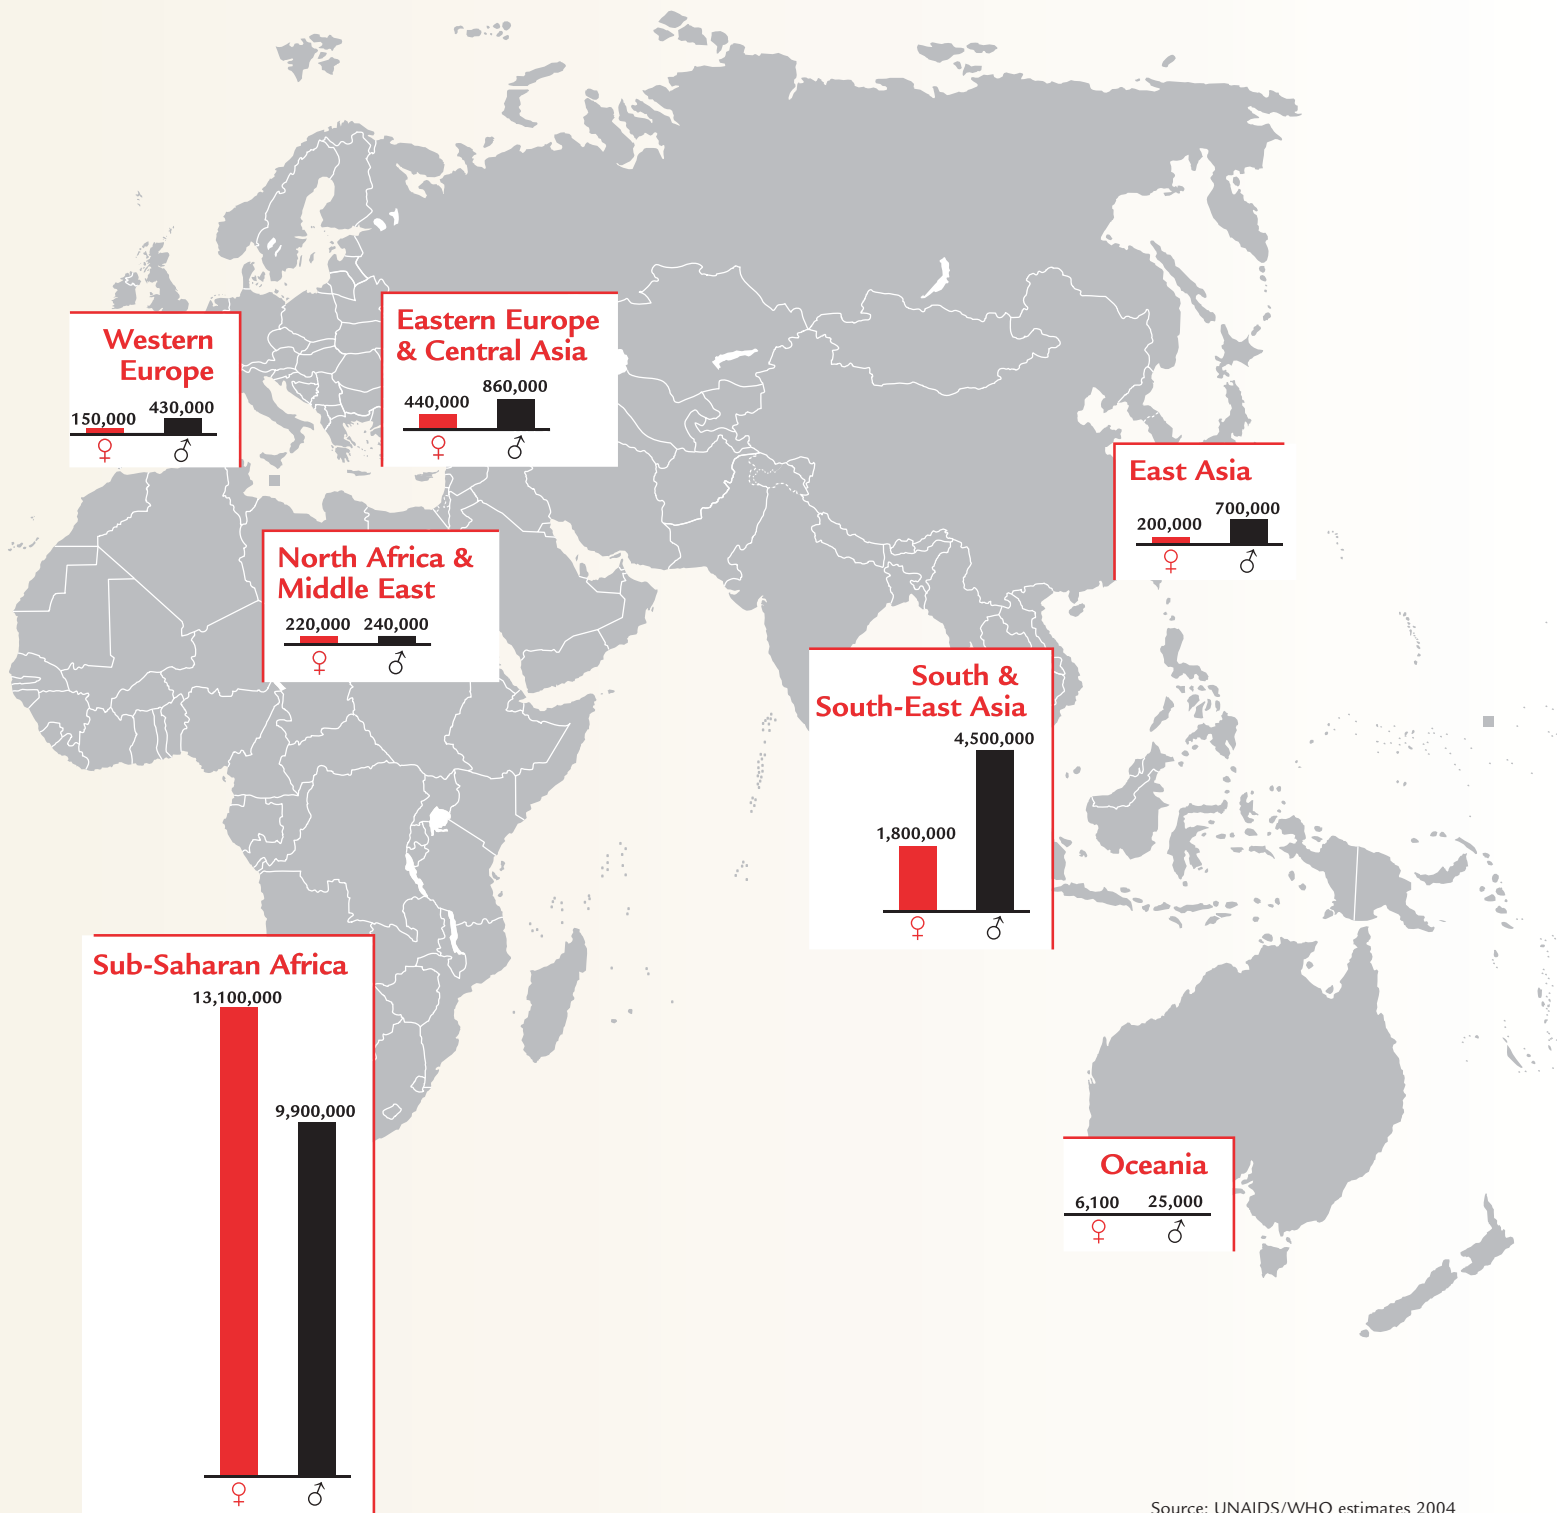 Western
Europe
150,000 430,000
♀ ♂
Eastern Europe
& Central Asia
440,000 860,000
♀ ♂
East Asia
200,000 700,000
♀ ♂
North Africa &
Middle East
220,000 240,000
♀ ♂
South &
South-East Asia
4,500,000
1,800,000
♀ ♂
Sub-Saharan Africa
13,100,000
9,900,000
♀ ♂
Oceania
6,100 25,000
♀ ♂
Source: UNAIDS/WHO estimates 2004